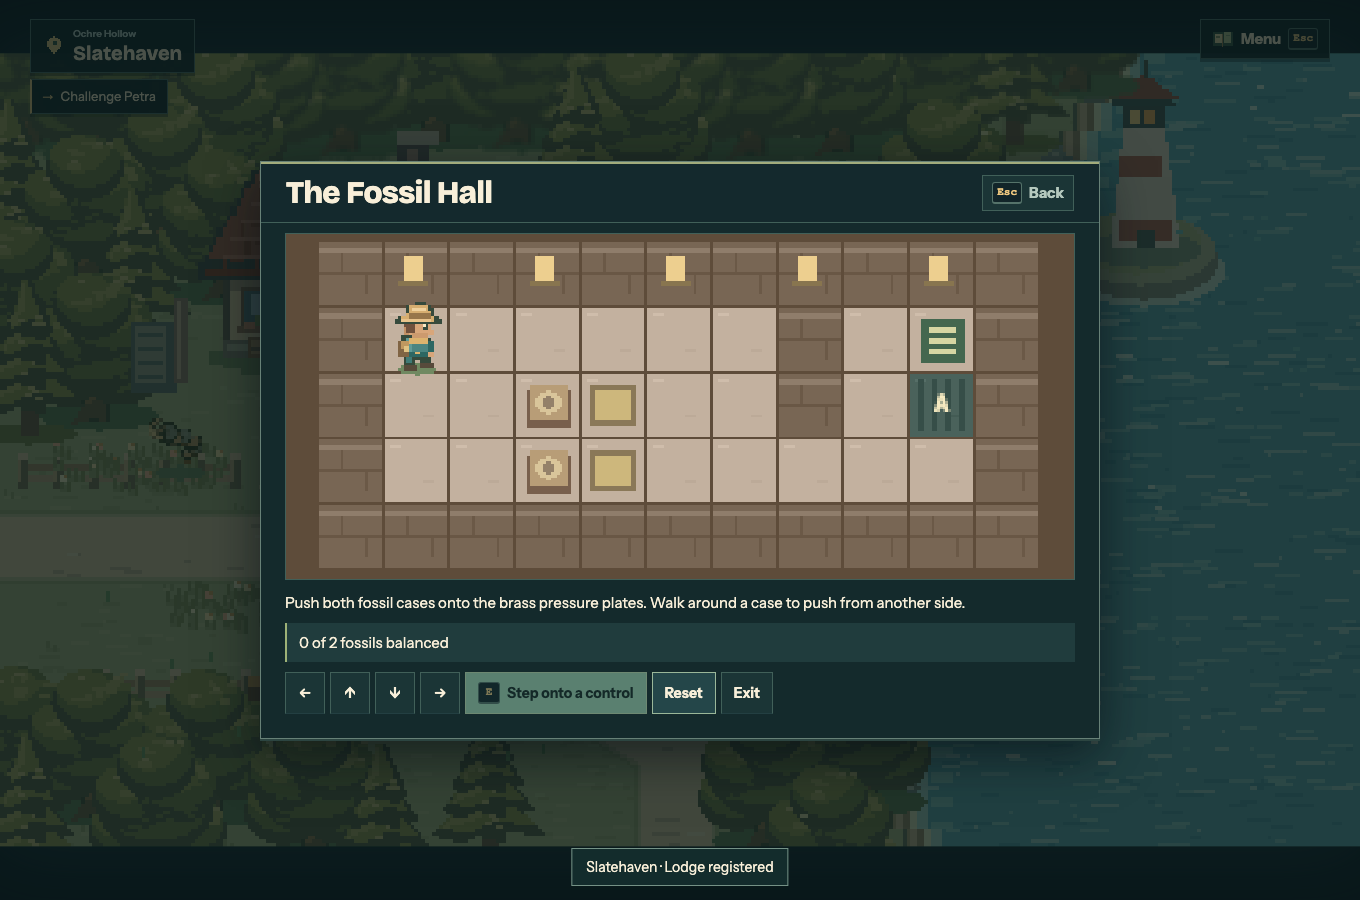 Ochre Hollow
Slatehaven
→ Challenge Petra
Menu Esc
The Fossil Hall
Esc Back
A
Push both fossil cases onto the brass pressure plates. Walk around a case to push from another side.
0 of 2 fossils balanced
← ↑ ↓ → E Step onto a control Reset Exit
Slatehaven · Lodge registered